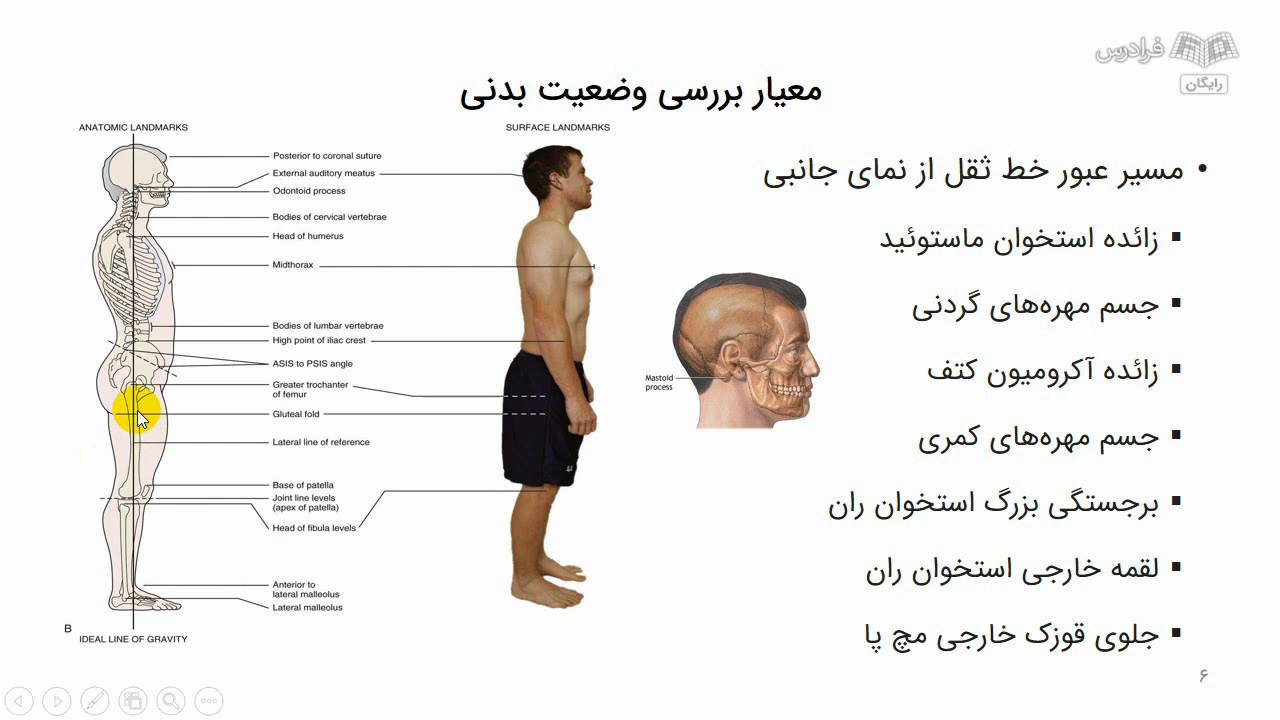 فرادرس
رایگان
معیار بررسی وضعیت بدنی
• مسیر عبور خط ثقل از نمای جانبی
▪ زائده استخوان ماستوئید
▪ جسم مهره‌های گردنی
▪ زائده آکرومیون کتف
▪ جسم مهره‌های کمری
▪ برجستگی بزرگ استخوان ران
▪ لقمه خارجی استخوان ران
▪ جلوی قوزک خارجی مچ پا
ANATOMIC LANDMARKS
SURFACE LANDMARKS
Posterior to coronal suture
External auditory meatus
Odontoid process
Bodies of cervical vertebrae
Head of humerus
Midthorax
Bodies of lumbar vertebrae
High point of iliac crest
ASIS to PSIS angle
Greater trochanter
of femur
Gluteal fold
Lateral line of reference
Base of patella
Joint line levels
(apex of patella)
Head of fibula levels
Anterior to
lateral malleolus
Lateral malleolus
B
IDEAL LINE OF GRAVITY
Mastoid
process
۶